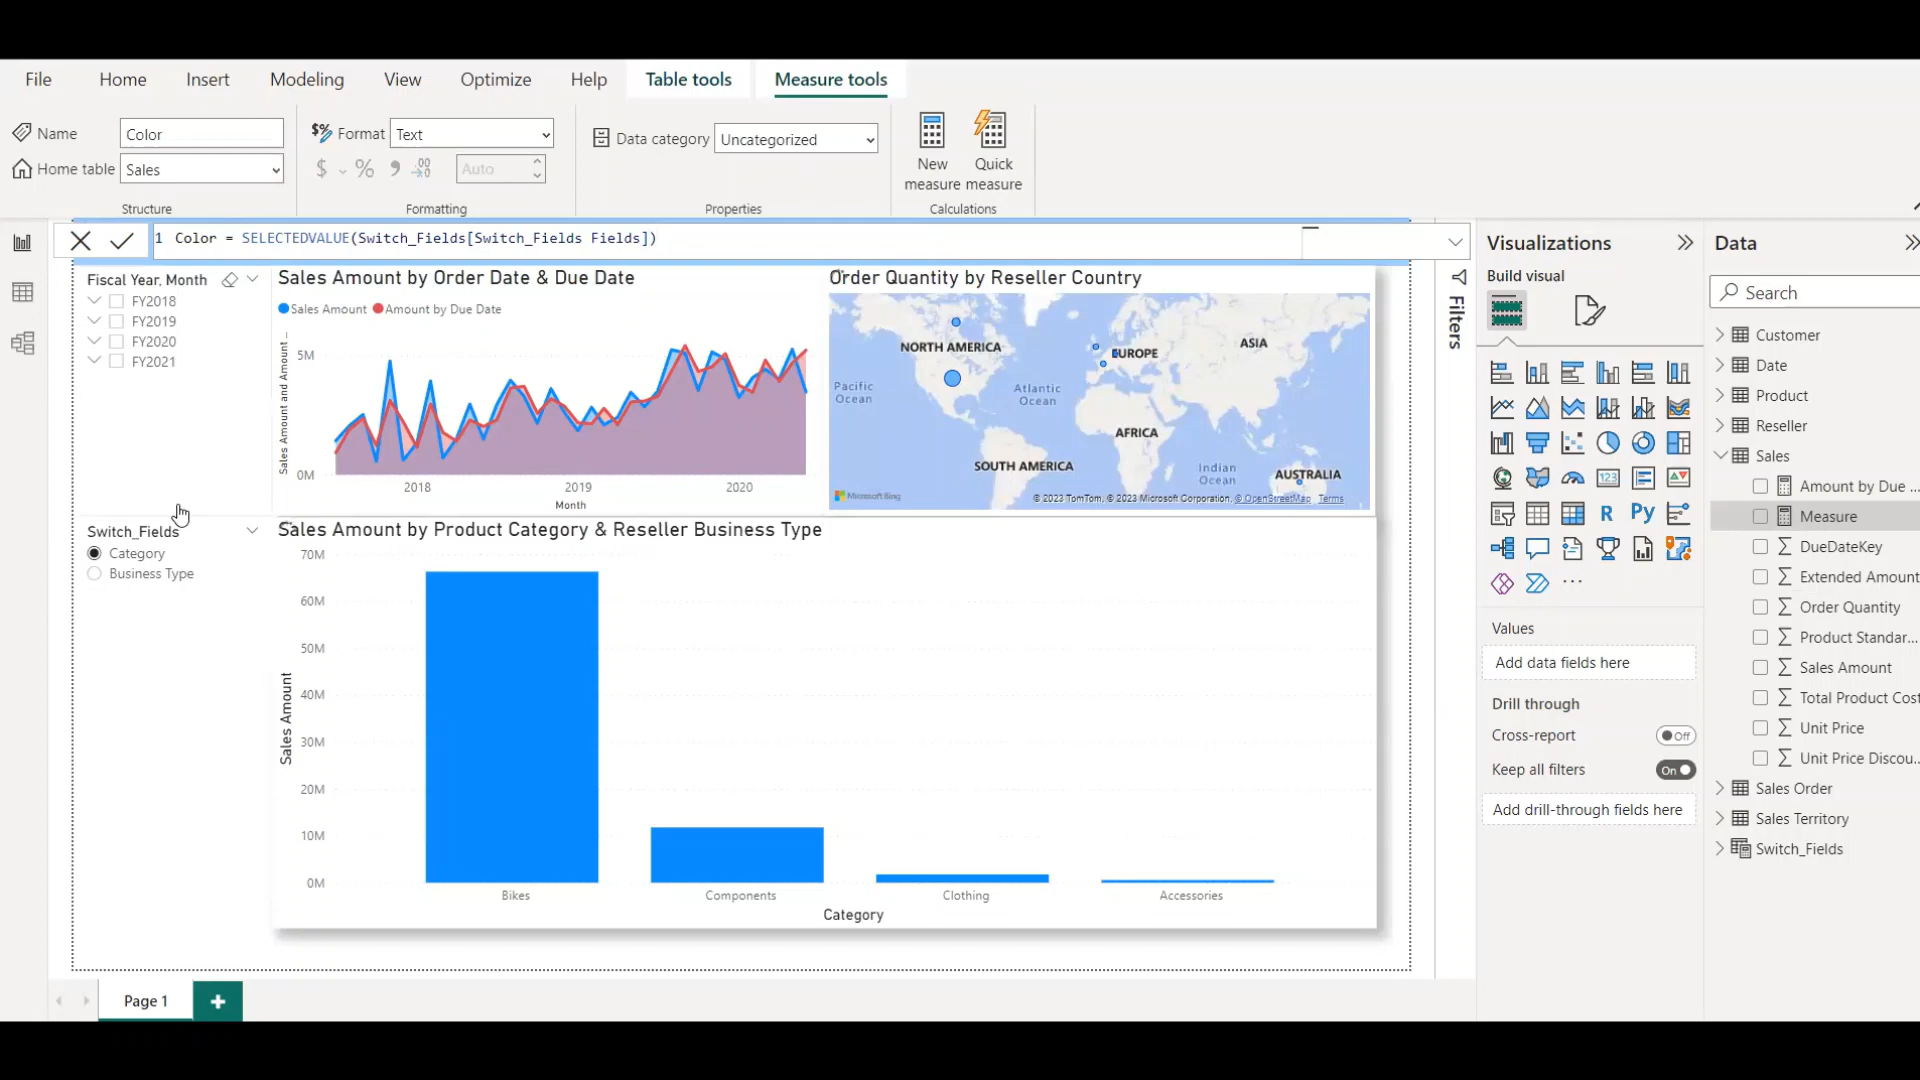 File Home Insert Modeling View Optimize Help Table tools Measure tools
Name Color Format Text Data category Uncategorized
Home table Sales $ % Auto
New measure Quick measure
Structure Formatting Properties Calculations
1 Color = SELECTEDVALUE(Switch_Fields[Switch_Fields Fields])
Fiscal Year, Month
FY2018
FY2019
FY2020
FY2021
Switch_Fields
Category
Business Type
Sales Amount by Order Date & Due Date
Sales Amount Amount by Due Date
Sales Amount and Amount ...
5M
0M
2018 2019 2020
Month
Order Quantity by Reseller Country
NORTH AMERICA
EUROPE
ASIA
Pacific Ocean
Atlantic Ocean
AFRICA
SOUTH AMERICA
Indian Ocean
AUSTRALIA
Microsoft Bing
© 2023 TomTom, © 2023 Microsoft Corporation, © OpenStreetMap Terms
Sales Amount by Product Category & Reseller Business Type
Sales Amount
70M
60M
50M
40M
30M
20M
10M
0M
Bikes Components Clothing Accessories
Category
Page 1
Filters
Visualizations
Build visual
R Py
123
...
Values
Add data fields here
Drill through
Cross-report Off
Keep all filters On
Add drill-through fields here
Data
Search
Customer
Date
Product
Reseller
Sales
Amount by Due ...
Measure
DueDateKey
Extended Amount
Order Quantity
Product Standar...
Sales Amount
Total Product Cost
Unit Price
Unit Price Discou...
Sales Order
Sales Territory
Switch_Fields